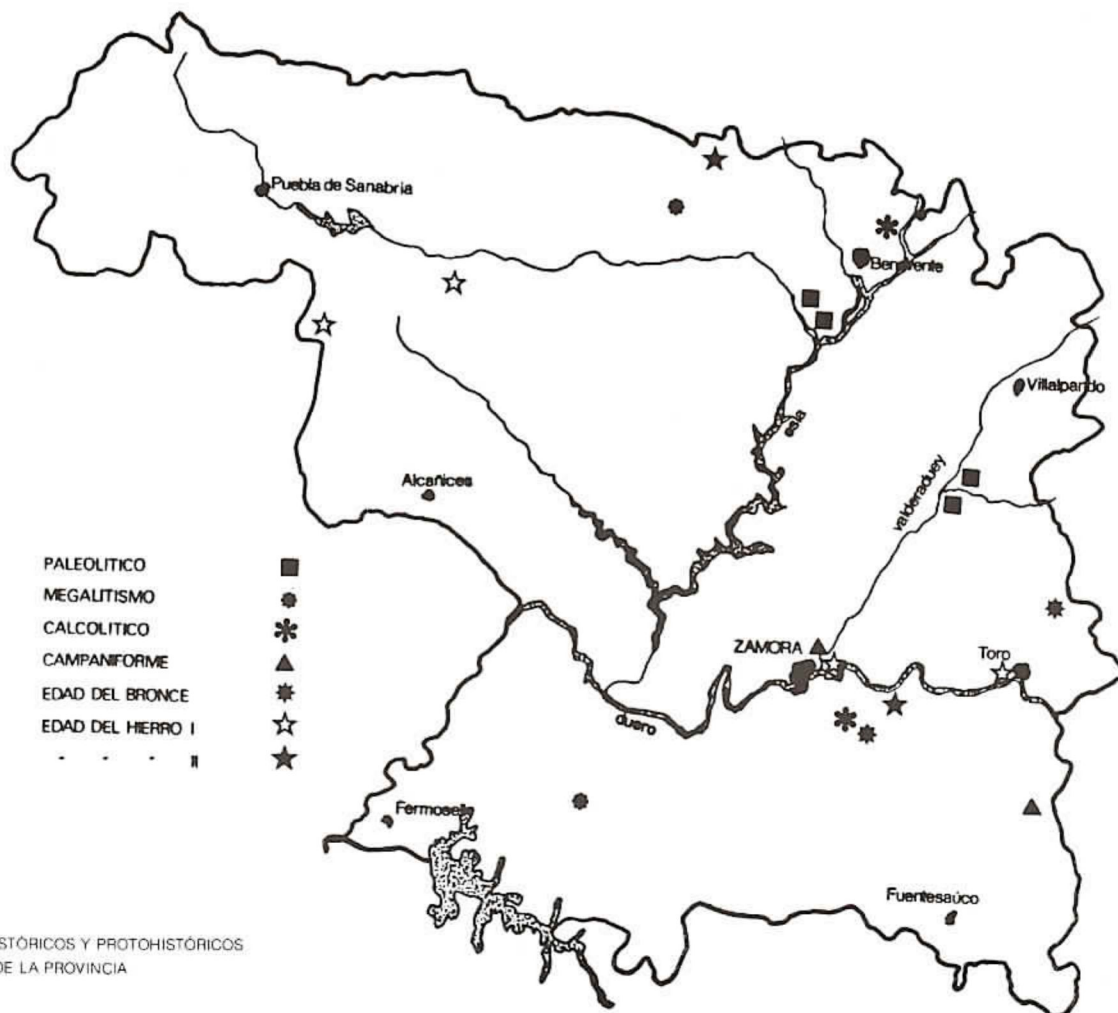 Puebla de Sanabria
Benavente
Villalpando
esla
valderaduey
Alcañices
PALEOLITICO
MEGALITISMO
CALCOLITICO
CAMPANIFORME
EDAD DEL BRONCE
EDAD DEL HIERRO I
" " " II
ZAMORA
Toro
duero
Fermoselle
Fuentesaúco
ISTÓRICOS Y PROTOHISTÓRICOS
DE LA PROVINCIA